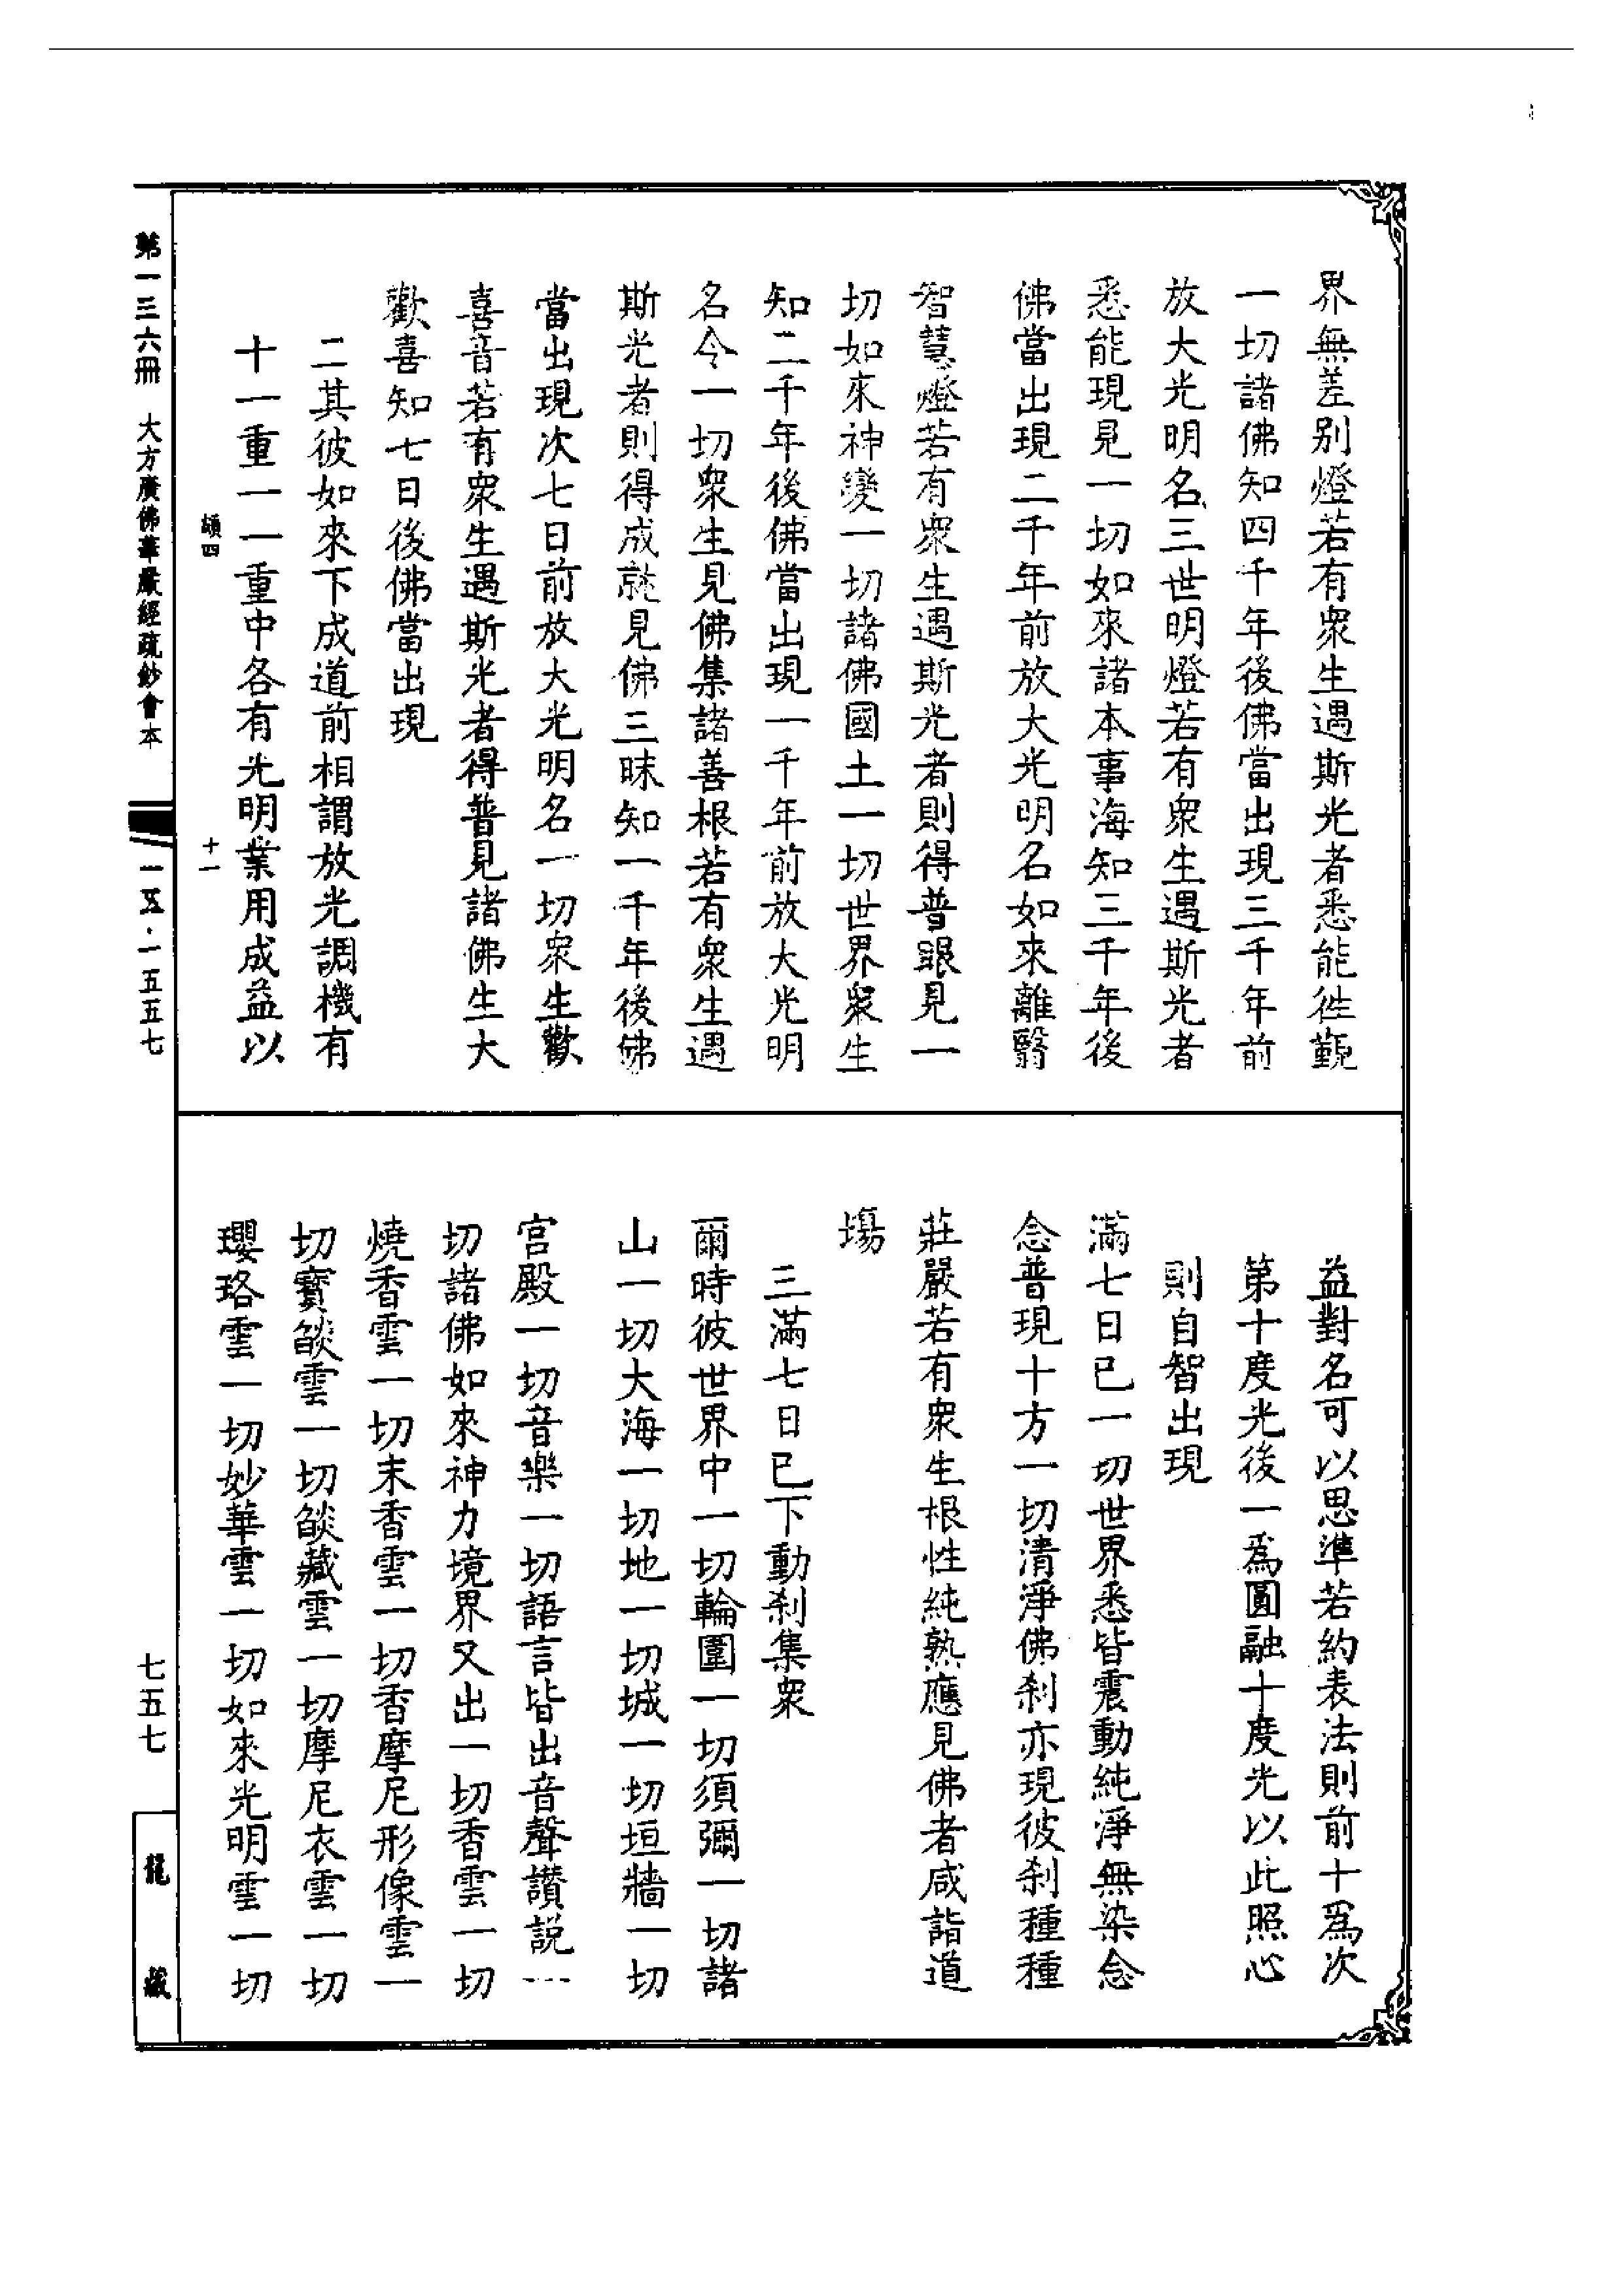 界無差別燈若有衆生遇斯光者悉能徃覲
一切諸佛知四千年後佛當出現三千年前
放大光明名三世明燈若有衆生遇斯光者
悉能現見一切如來諸本事海知三千年後
佛當出現二千年前放大光明名如來離翳
智慧燈若有衆生遇斯光者則得普眼見一
切如來神變一切諸佛國土一切世界衆生
知二千年後佛當出現一千年前放大光明
名令一切衆生見佛集諸善根若有衆生遇
斯光者則得成就見佛三昧知一千年後佛
當出現次七日前放大光明名一切衆生歡
喜音若有衆生遇斯光者得普見諸佛生大
歡喜知七日後佛當出現
二其彼如來下成道前相謂放光調機有
十一重一一重中各有光明業用成益以
益對名可以思準若約表法則前十爲次
第十度光後一爲圓融十度光以此照心
則自智出現
滿七日已一切世界悉皆震動純淨無染念
念普現十方一切清淨佛刹亦現彼刹種種
莊嚴若有衆生根性純熟應見佛者咸詣道
場
三滿七日已下動刹集衆
爾時彼世界中一切輪圍一切須彌一切諸
山一切大海一切地一切城一切垣牆一切
宮殿一切音樂一切語言皆出音聲讚説一
切諸佛如來神力境界又出一切香雲一切
燒香雲一切末香雲一切香摩尼形像雲一
切寶燄雲一切燄藏雲一切摩尼衣雲一切
瓔珞雲一切妙華雲一切如來光明雲一切
頟四
十一
第一三六冊 大方廣佛華嚴經疏鈔會本
一五·一五五七
七五七
龍藏